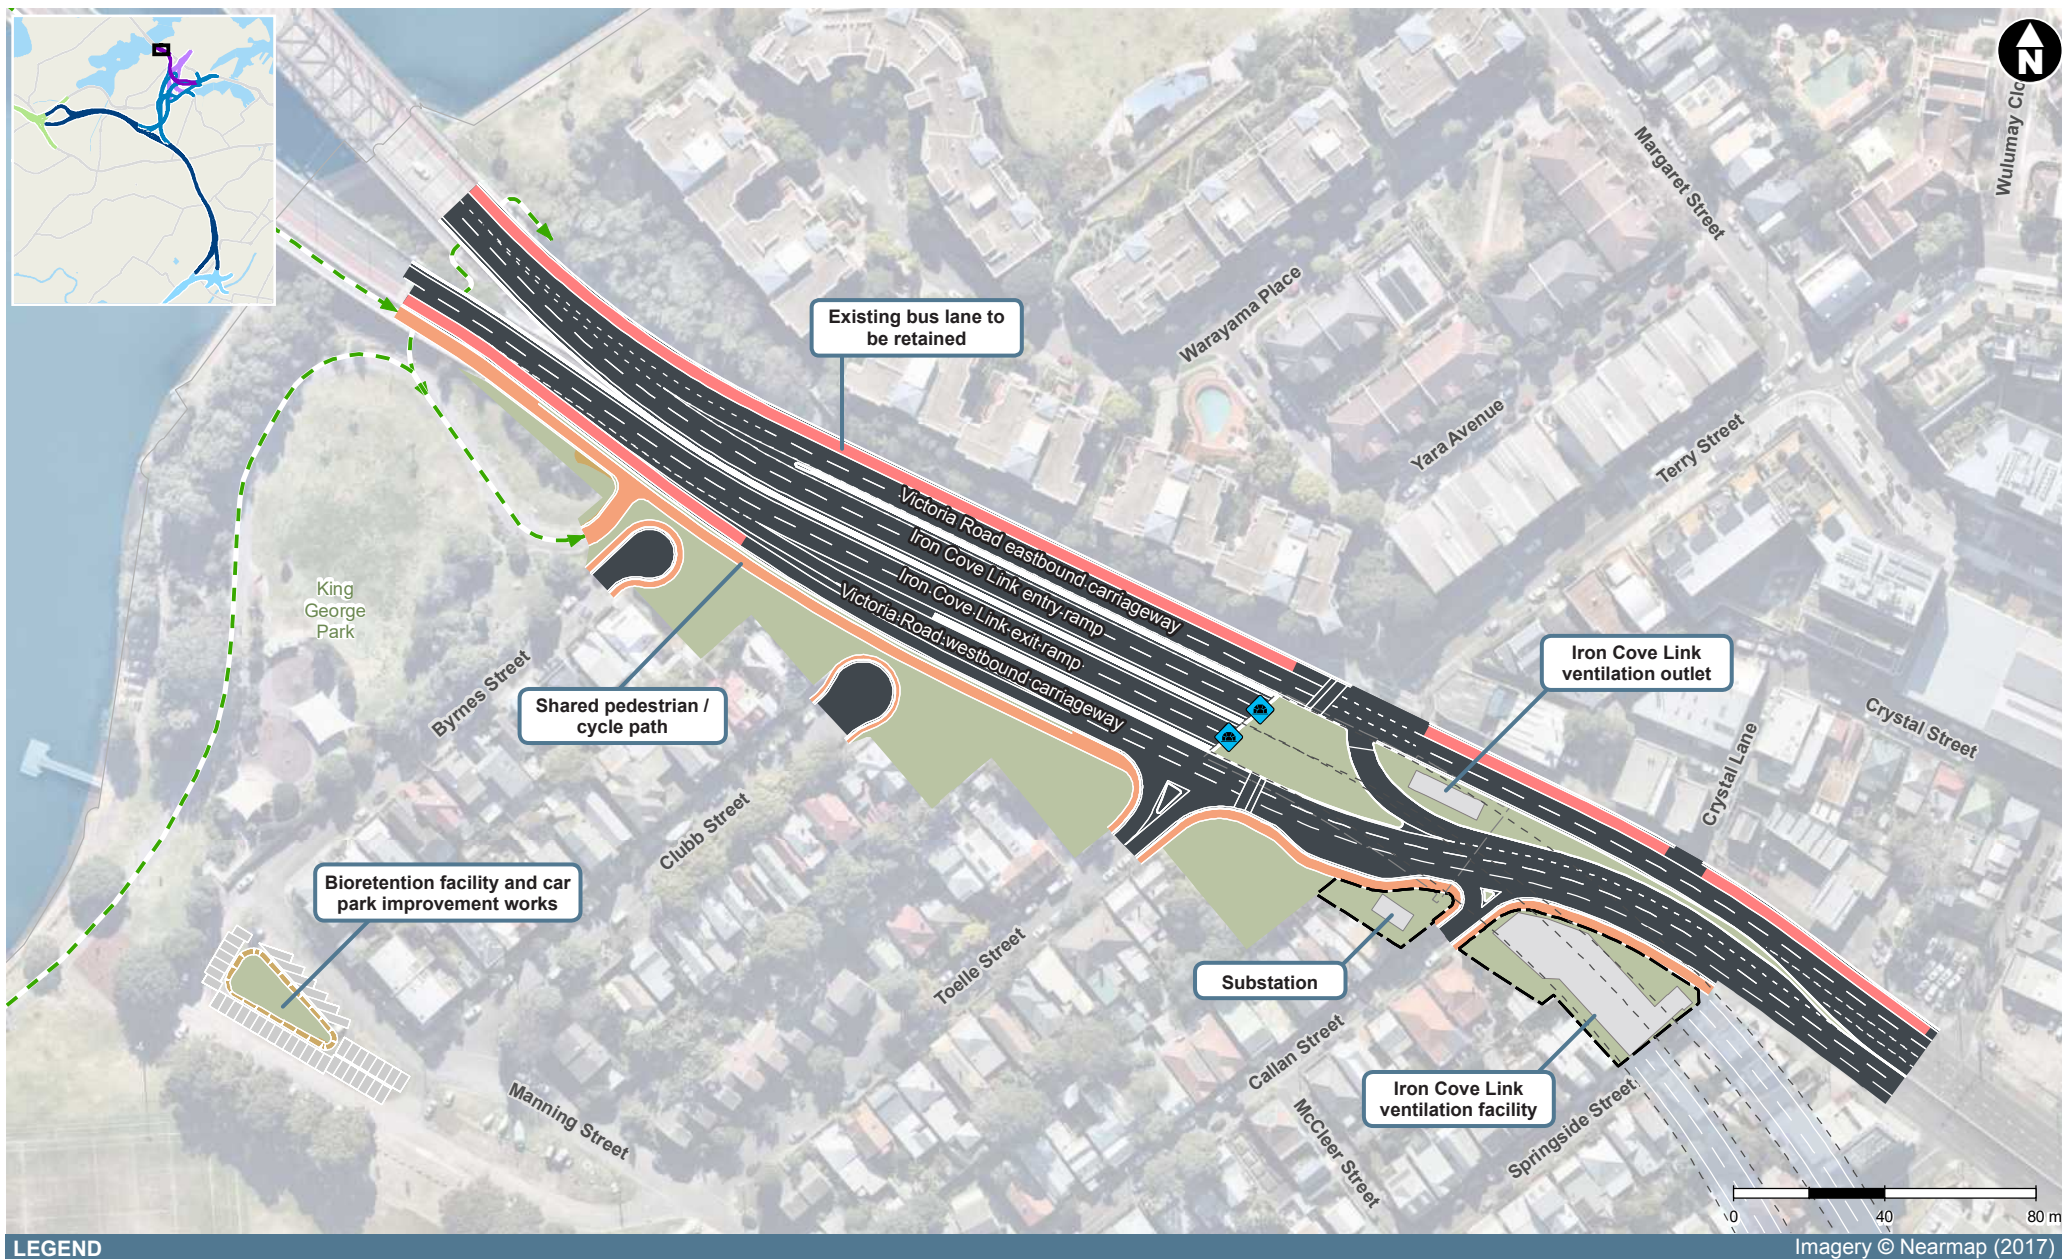 N
Wulumay Clo
Margaret Street
Existing bus lane to
be retained
Warayama Place
Yara Avenue
Terry Street
Victoria Road eastbound carriageway
Iron Cove Link entry ramp
Iron Cove Link exit ramp
Victoria Road westbound carriageway
King
George
Park
Byrnes Street
Shared pedestrian /
cycle path
Iron Cove Link
ventilation outlet
Crystal Street
Crystal Lane
Clubb Street
Bioretention facility and car
park improvement works
Toelle Street
Substation
Callan Street
Manning Street
McCleer Street
Iron Cove Link
ventilation facility
Springside Street
0 40 80 m
LEGEND
Imagery © Nearmap (2017)